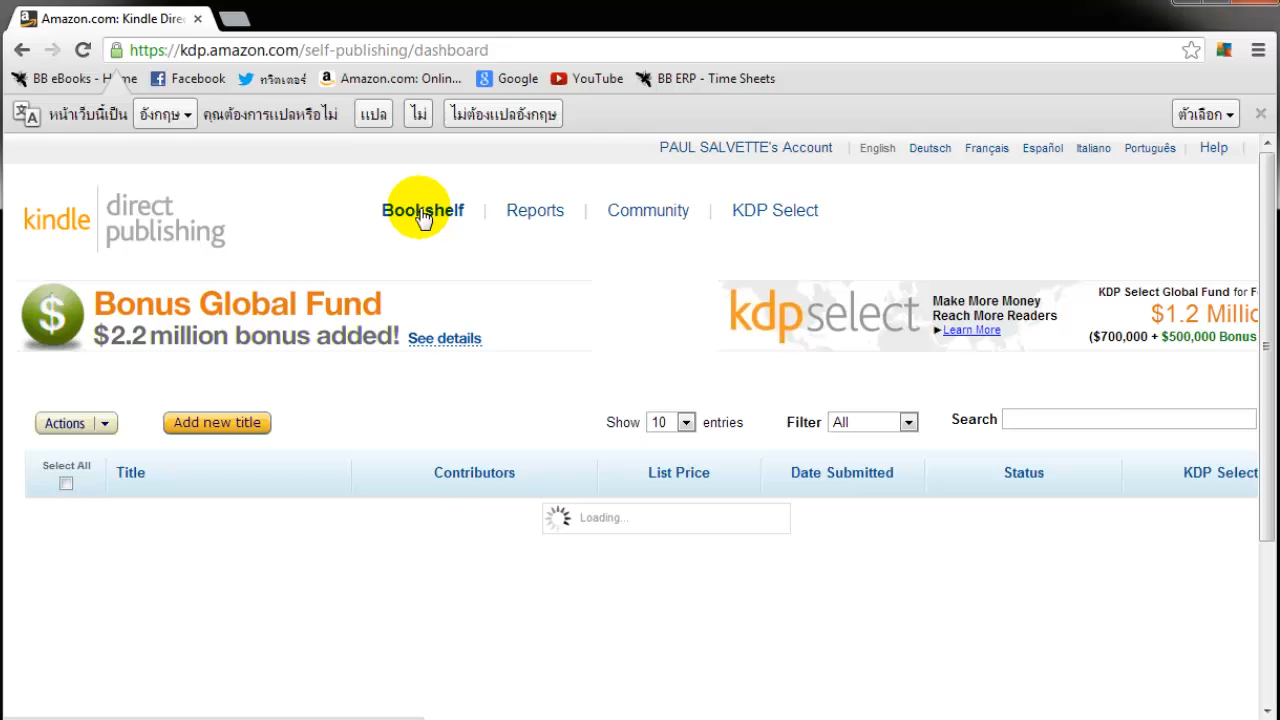 Amazon.com: Kindle Dire
https://kdp.amazon.com/self-publishing/dashboard
BB eBooks - Home Facebook ทวิตเตอร์ Amazon.com: Onlin... Google YouTube BB ERP - Time Sheets
หน้าเว็บนี้เป็น อังกฤษ คุณต้องการแปลหรือไม่ แปล ไม่ ไม่ต้องแปลอังกฤษ ตัวเลือก
PAUL SALVETTE's Account English Deutsch Français Español Italiano Português Help
kindle direct publishing
Bookshelf | Reports | Community | KDP Select
Bonus Global Fund
$2.2 million bonus added! See details
kdpselect
Make More Money
Reach More Readers
Learn More
KDP Select Global Fund for F
$1.2 Millic
($700,000 + $500,000 Bonus
Actions Add new title Show 10 entries Filter All Search
Select All Title Contributors List Price Date Submitted Status KDP Select
Loading...